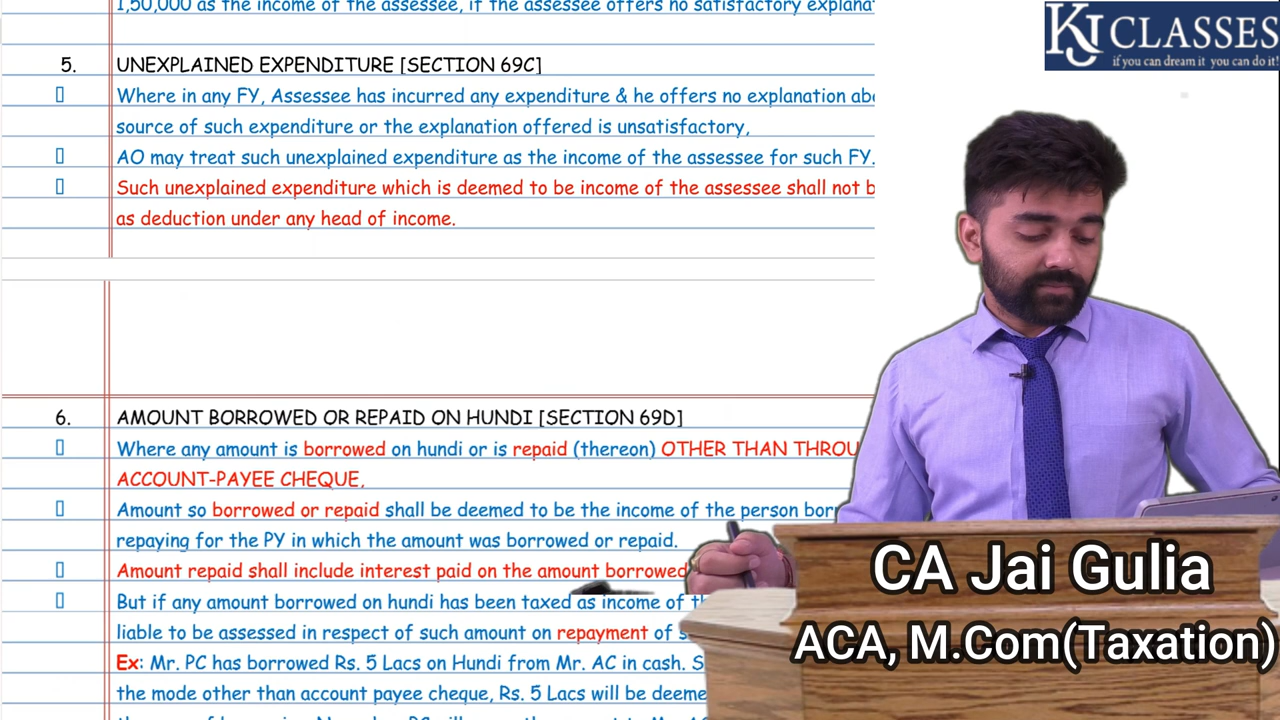 1,50,000 as the income of the assessee, if the assessee offers no satisfactory
5. UNEXPLAINED EXPENDITURE [SECTION 69C]
Where in any FY, Assessee has incurred any expenditure & he offers no explanation
source of such expenditure or the explanation offered is unsatisfactory,
AO may treat such unexplained expenditure as the income of the assessee for such FY.
Such unexplained expenditure which is deemed to be income of the assessee shall not
as deduction under any head of income.
6. AMOUNT BORROWED OR REPAID ON HUNDI [SECTION 69D]
Where any amount is borrowed on hundi or is repaid (thereon) OTHER THAN
ACCOUNT-PAYEE CHEQUE,
Amount so borrowed or repaid shall be deemed to be the income of the person
repaying for the PY in which the amount was borrowed or repaid.
Amount repaid shall include interest paid on the amount borrowed
But if any amount borrowed on hundi has been taxed as income of
liable to be assessed in respect of such amount on repayment of
Ex: Mr. PC has borrowed Rs. 5 Lacs on Hundi from Mr. AC in cash.
the mode other than account payee cheque, Rs. 5 Lacs will be
KJ CLASSES
if you can dream it you can do it!
CA Jai Gulia
ACA, M.Com(Taxation)